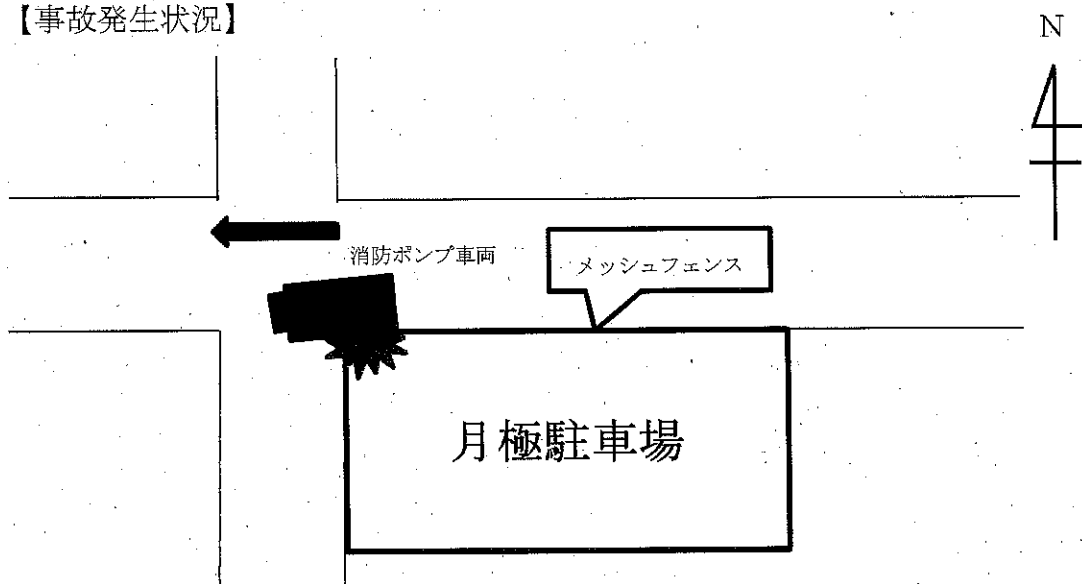 【事故発生状況】
N
消防ポンプ車両
メッシュフェンス
月極駐車場